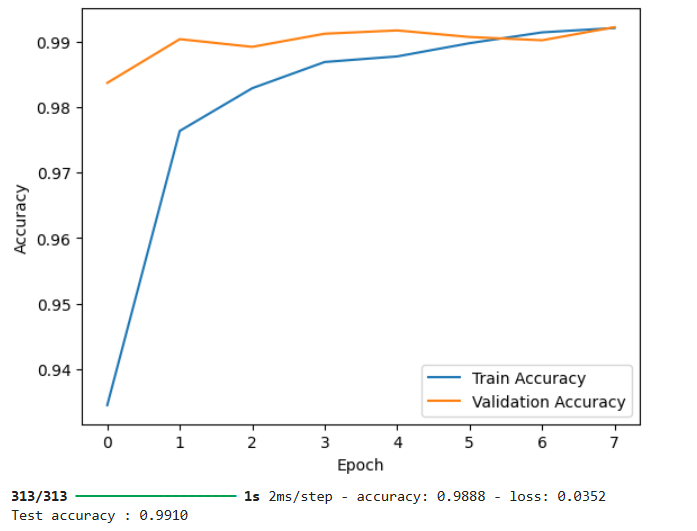 0.99
0.98
0.97
0.96
0.95
0.94
Accuracy
Train Accuracy
Validation Accuracy
0 1 2 3 4 5 6 7
Epoch
313/313 ━━━━━━━━━━━━━━━━━━━━ 1s 2ms/step - accuracy: 0.9888 - loss: 0.0352
Test accuracy : 0.9910